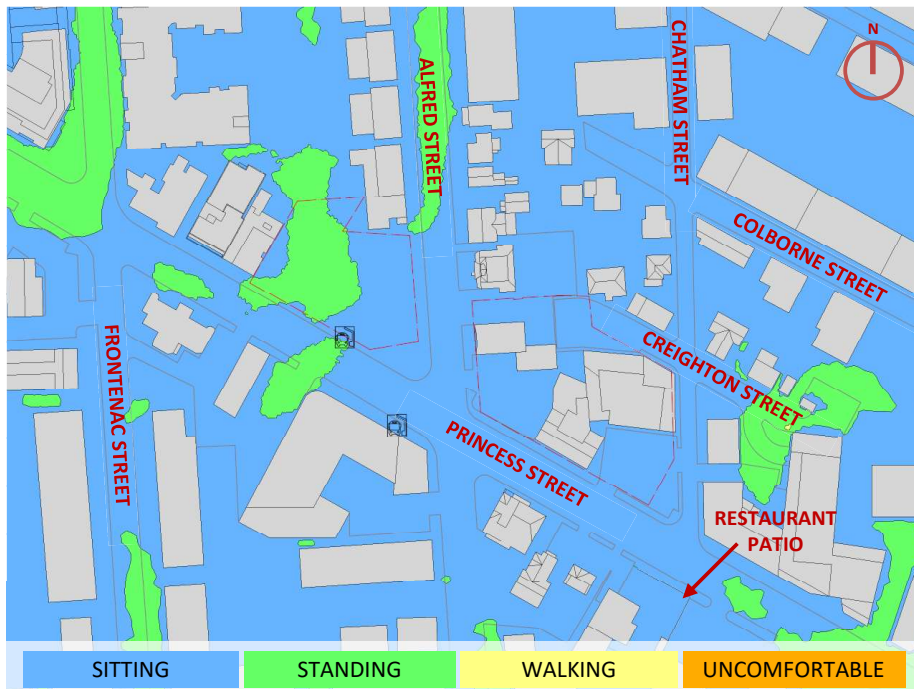 N
ALFRED STREET
CHATHAM STREET
COLBORNE STREET
FRONTENAC STREET
CREIGHTON STREET
PRINCESS STREET
RESTAURANT
PATIO
SITTING
STANDING
WALKING
UNCOMFORTABLE